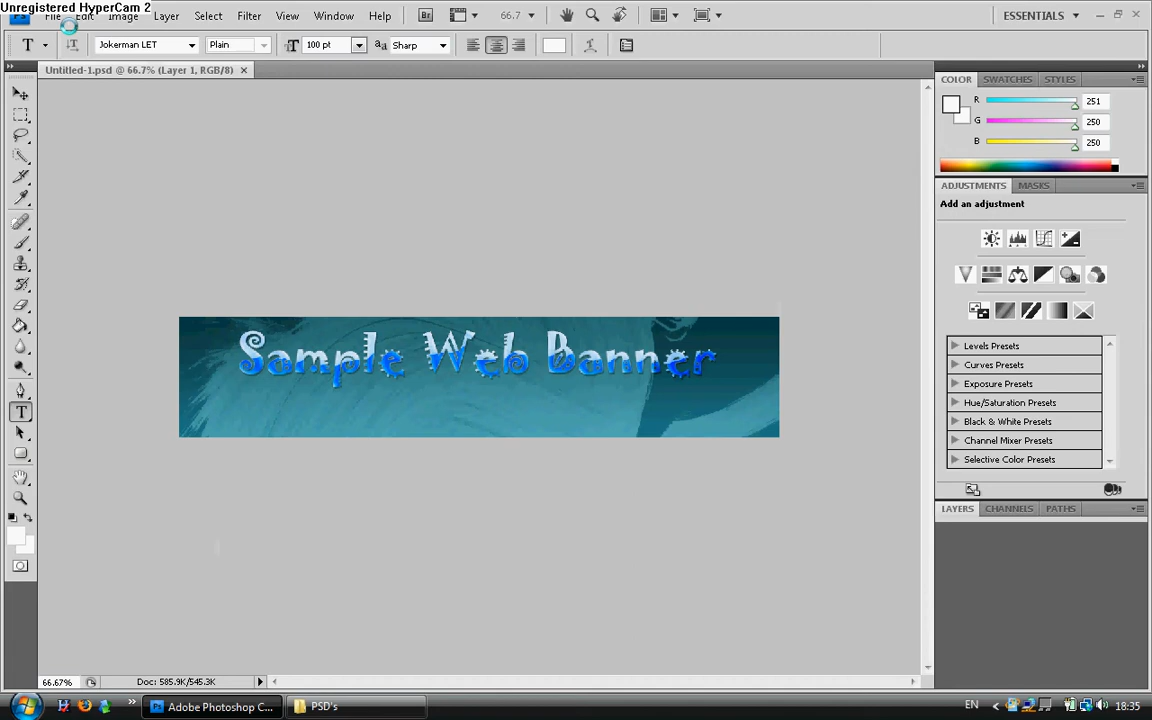 Unregistered HyperCam 2
File Edit Image Layer Select Filter View Window Help Br 66.7 ESSENTIALS
T Jokerman LET Plain 100 pt Sharp
Untitled-1.psd @ 66.7% (Layer 1, RGB/8)
COLOR SWATCHES STYLES
R 251
G 250
B 250
ADJUSTMENTS MASKS
Add an adjustment
Sample Web Banner
Levels Presets
Curves Presets
Exposure Presets
Hue/Saturation Presets
Black & White Presets
Channel Mixer Presets
Selective Color Presets
LAYERS CHANNELS PATHS
66.67% Doc: 585.9K/545.3K
Ps Adobe Photoshop C... PSD's EN 18:35